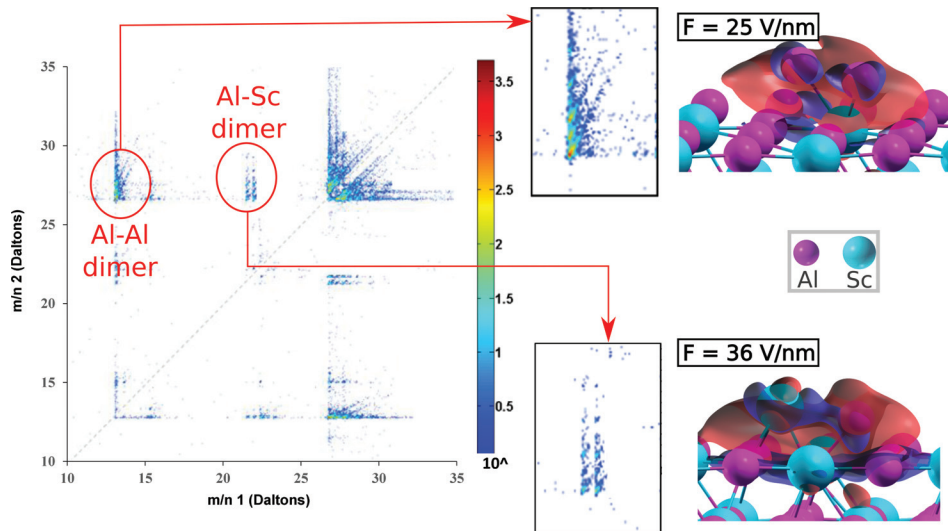 F = 25 V/nm
35
30
25
20
15
10
m/n 2 (Daltons)
Al-Sc
dimer
Al-Al
dimer
3.5
3
2.5
2
1.5
1
0.5
10^
10
15
20
25
30
35
m/n 1 (Daltons)
Al
Sc
F = 36 V/nm